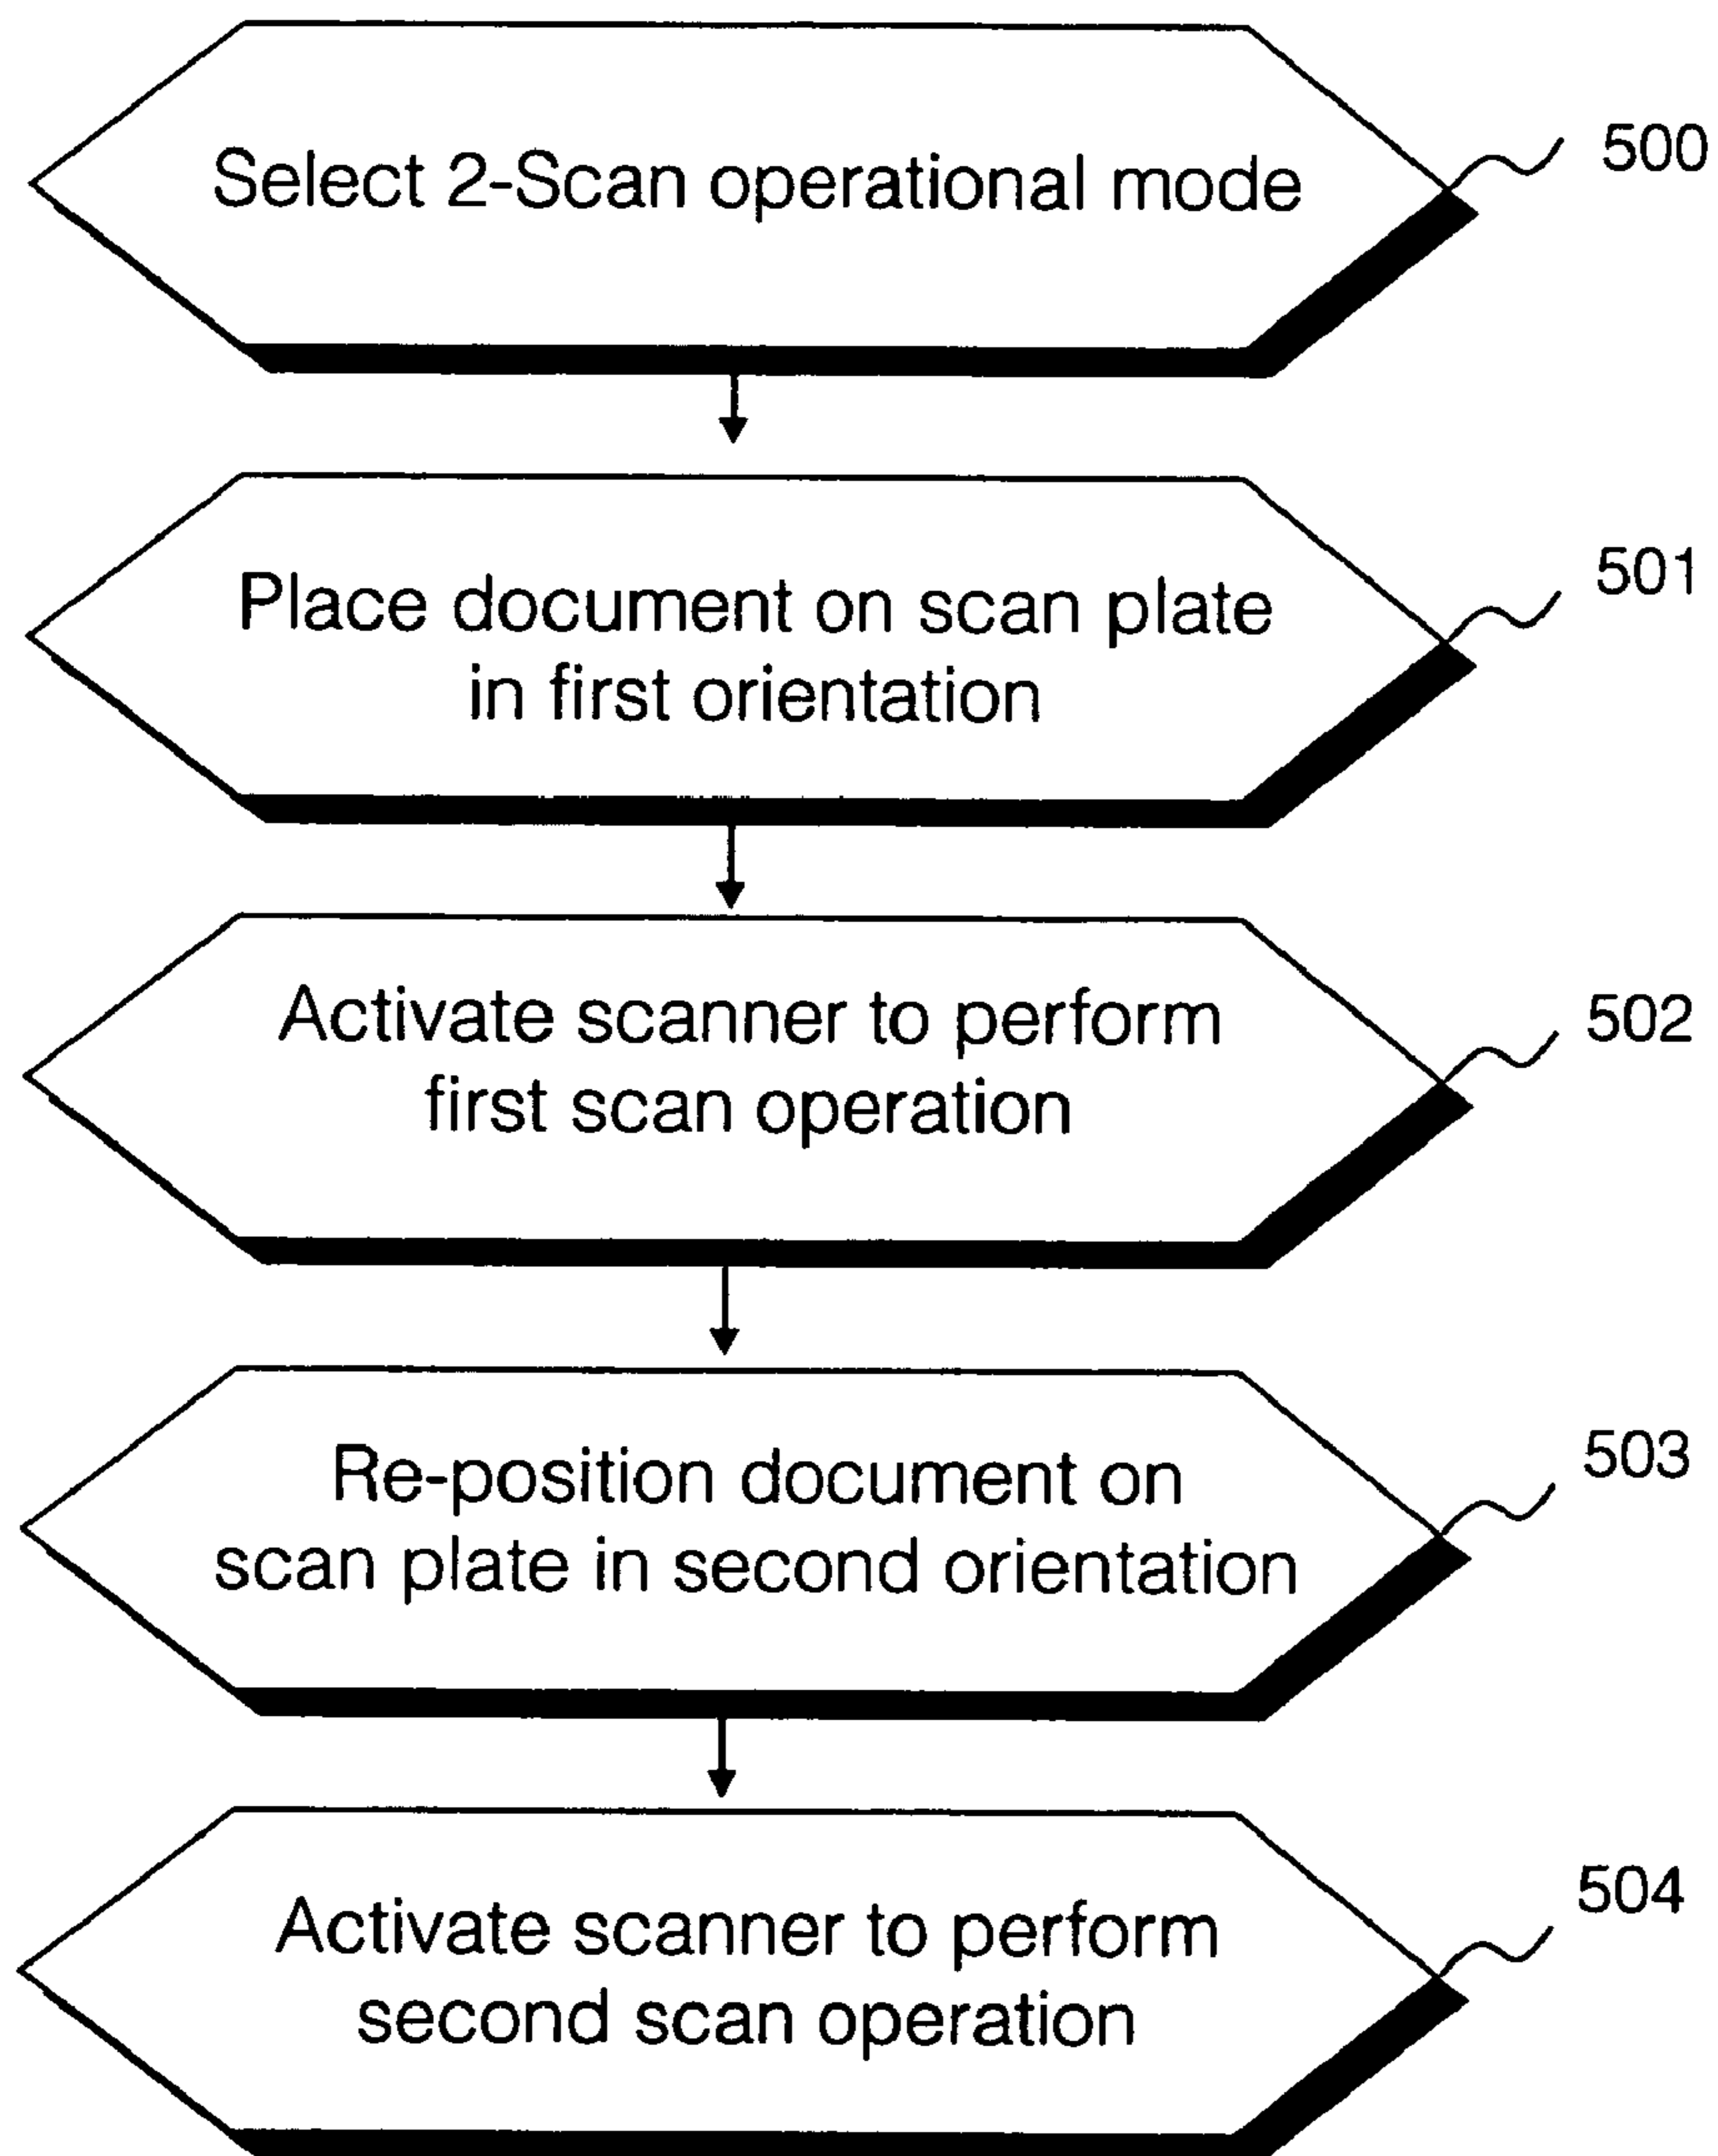 Select 2-Scan operational mode
500
Place document on scan plate
in first orientation
501
Activate scanner to perform
first scan operation
502
Re-position document on
scan plate in second orientation
503
Activate scanner to perform
second scan operation
504